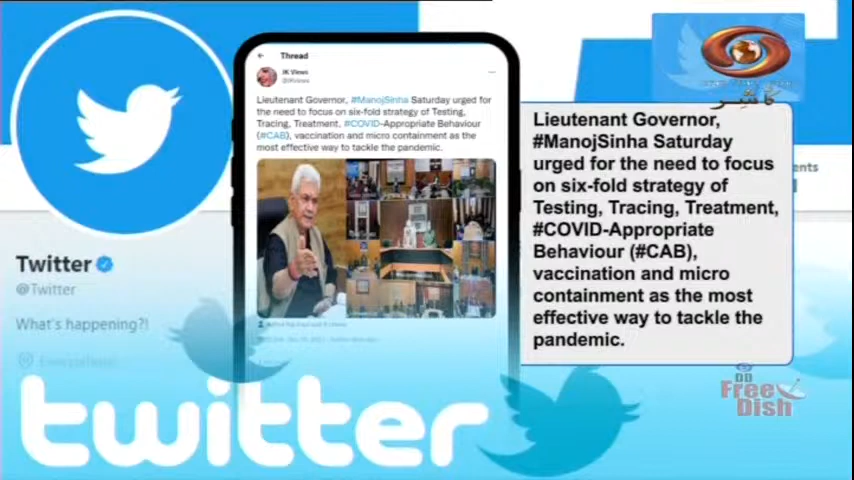 Thread
JK Views
@JKviews
Lieutenant Governor, #ManojSinha Saturday urged for
the need to focus on six-fold strategy of Testing,
Tracing, Treatment, #COVID-Appropriate Behaviour
(#CAB), vaccination and micro containment as the
most effective way to tackle the pandemic.
Lieutenant Governor,
#ManojSinha Saturday
urged for the need to focus
on six-fold strategy of
Testing, Tracing, Treatment,
#COVID-Appropriate
Behaviour (#CAB),
vaccination and micro
containment as the most
effective way to tackle the
pandemic.
Twitter
@Twitter
What's happening?!
twitter
DD
Free
Dish